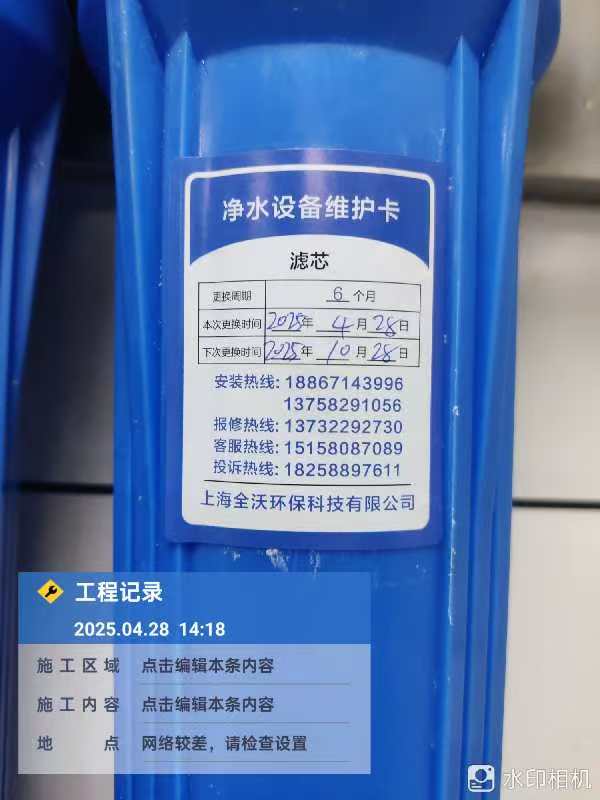 净水设备维护卡
滤芯
更换周期 6 个月
本次更换时间 2025年 4 月 28日
下次更换时间 2025年 10 月 28日
安装热线: 18867143996
13758291056
报修热线: 13732292730
客服热线: 15158087089
投诉热线: 18258897611
上海全沃环保科技有限公司
工程记录
2025.04.28 14:18
施工区域 点击编辑本条内容
施工内容 点击编辑本条内容
地点 网络较差，请检查设置
水印相机